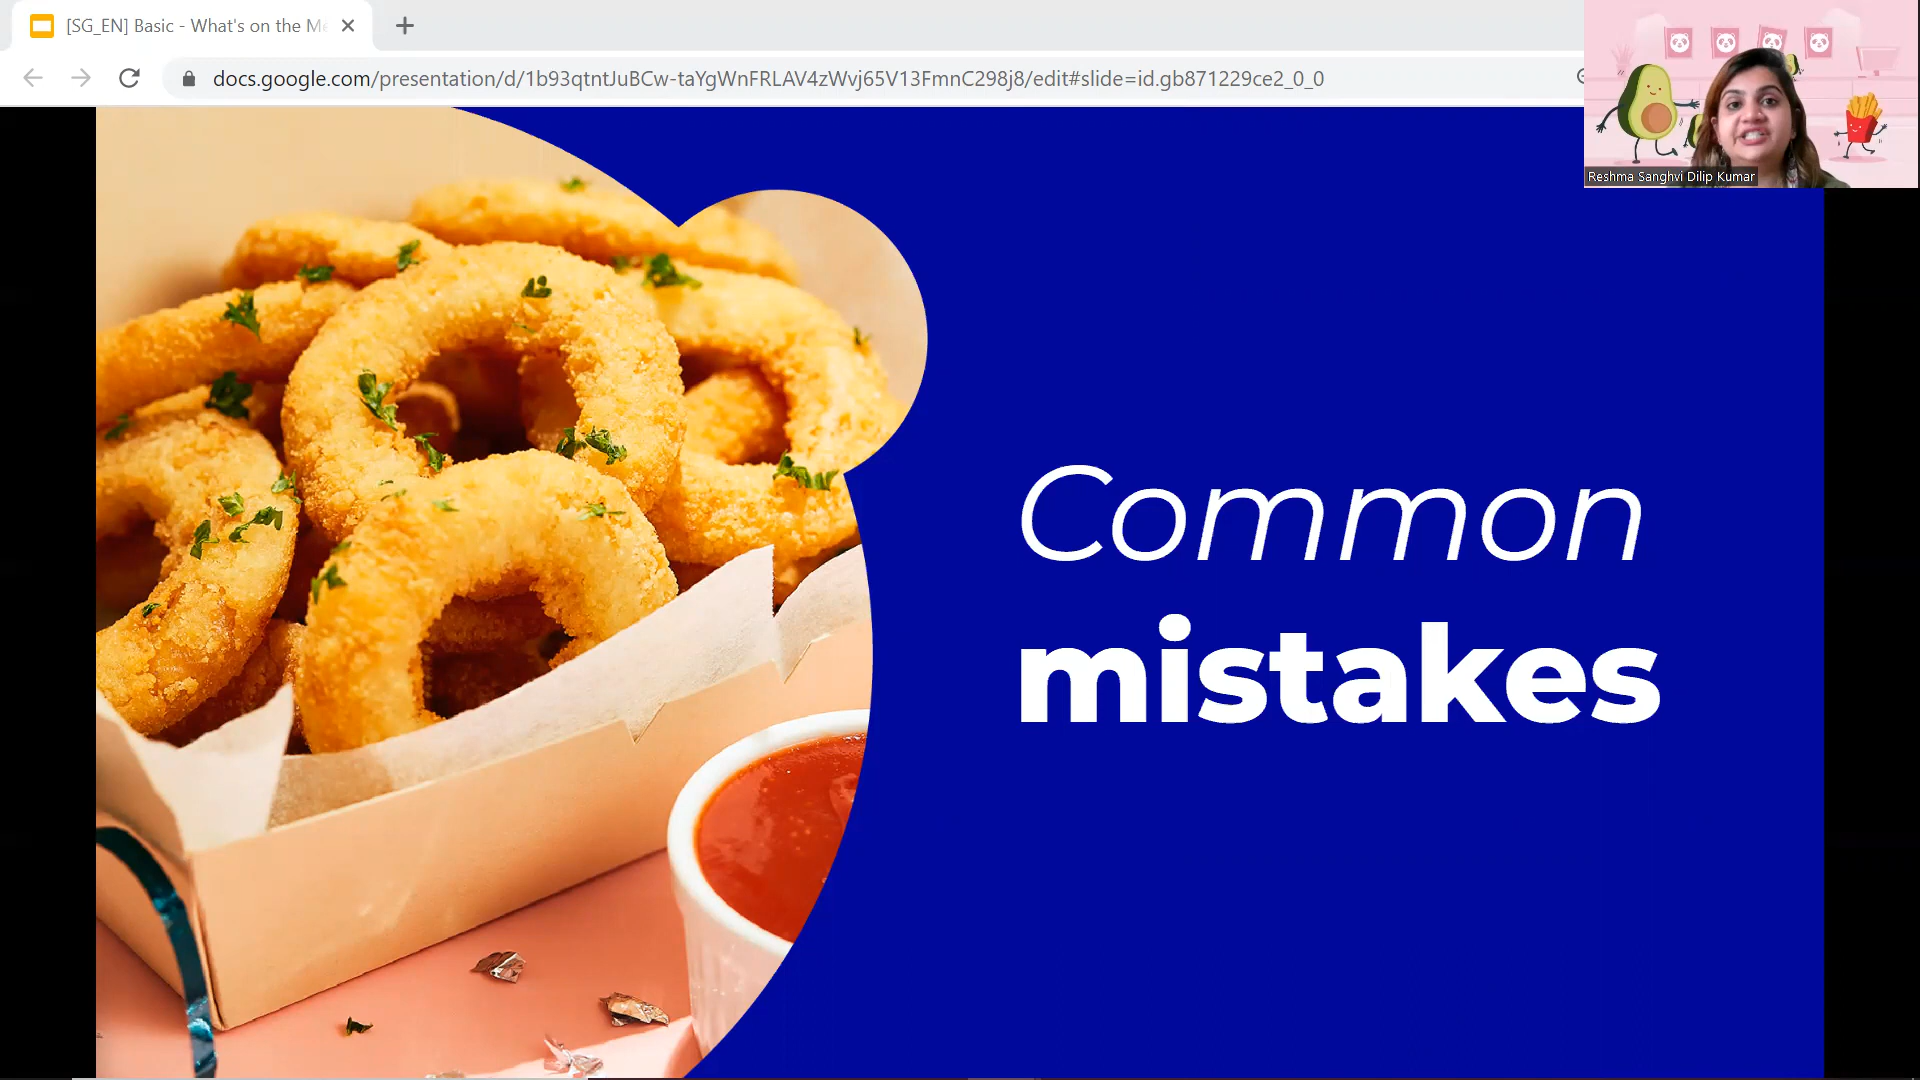 [SG_EN] Basic - What's on the Me
docs.google.com/presentation/d/1b93qtntJuBCw-taYgWnFRLAV4zWvj65V13FmnC298j8/edit#slide=id.gb871229ce2_0_0
Reshma Sanghvi Dilip Kumar
Common
mistakes